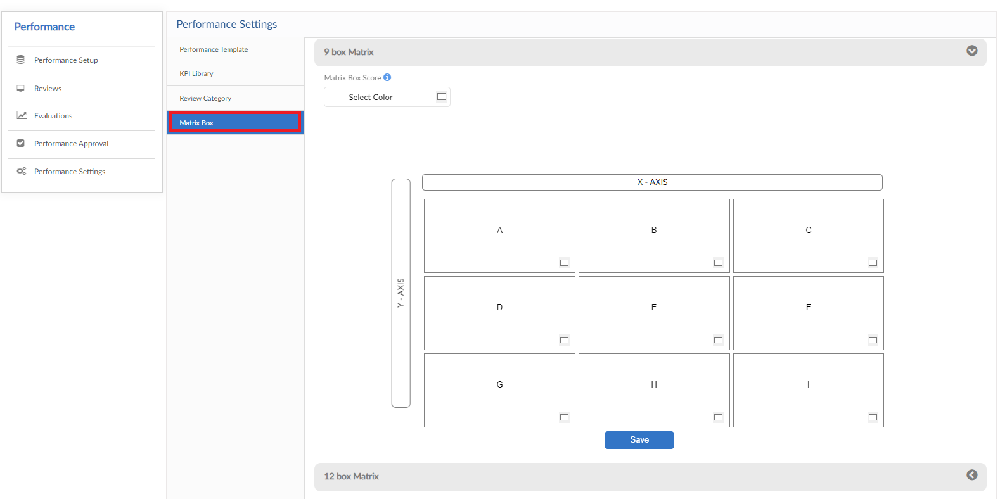 Performance
Performance Setup
Reviews
Evaluations
Performance Approval
Performance Settings
Performance Settings
Performance Template
KPI Library
Review Category
Matrix Box
9 box Matrix
Matrix Box Score
Select Color
X - AXIS
Y - AXIS
A B C
D E F
G H I
Save
12 box Matrix